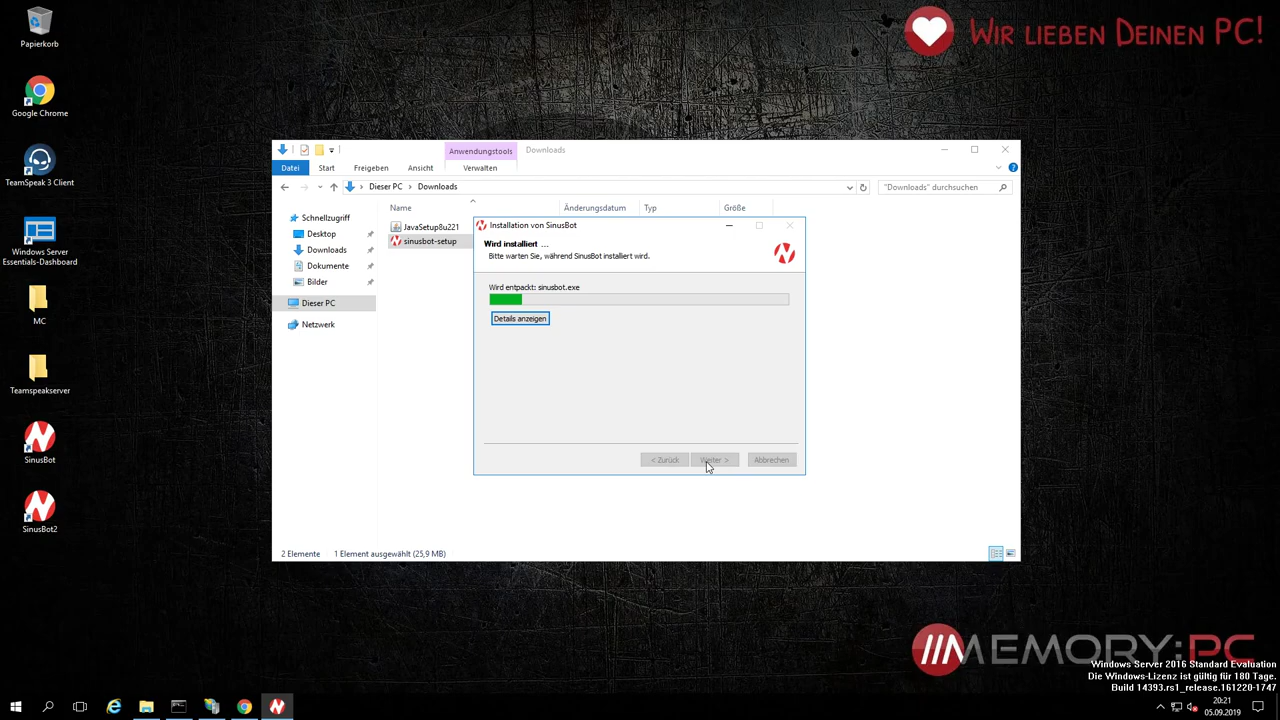 Papierkorb
Google Chrome
TeamSpeak 3 Client
Windows Server
Essentials-Dashboard
MC
Teamspeakserver
SinusBot
SinusBot2
WIR LIEBEN DEINEN PC!
Anwendungstools
Downloads
Datei
Start
Freigeben
Ansicht
Verwalten
Dieser PC > Downloads
"Downloads" durchsuchen
Schnellzugriff
Desktop
Downloads
Dokumente
Bilder
Dieser PC
Netzwerk
Name
Änderungsdatum
Typ
Größe
JavaSetup8u221
sinusbot-setup
Installation von SinusBot
Wird installiert ...
Bitte warten Sie, während SinusBot installiert wird.
Wird entpackt: sinusbot.exe
Details anzeigen
< Zurück
Weiter >
Abbrechen
2 Elemente
1 Element ausgewählt (25,9 MB)
MEMORY:PC
Windows Server 2016 Standard Evaluation
Die Windows-Lizenz ist gültig für 180 Tage.
Build 14393.rs1_release.161220-1747
20:21
05.09.2019